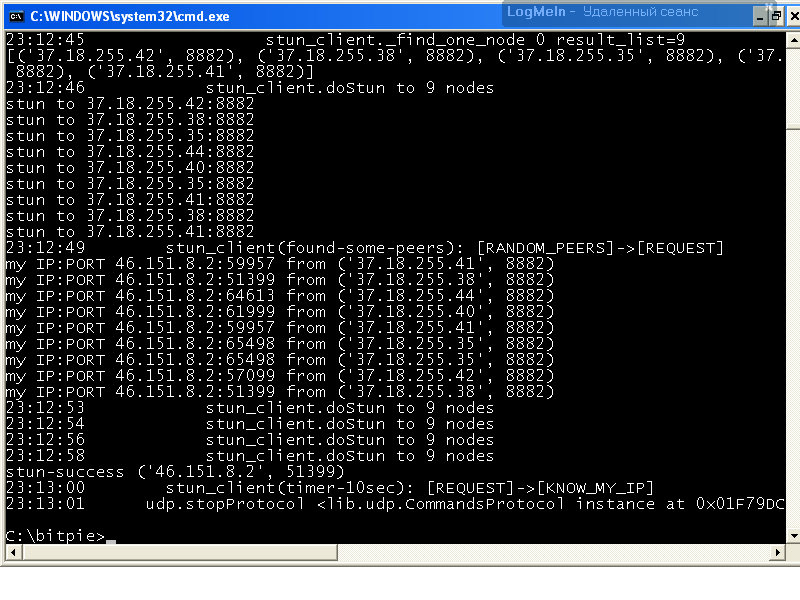 C:\WINDOWS\system32\cmd.exe
LogMeIn - Удаленный сеанс
23:12:45 stun_client._find_one_node 0 result_list=9
[('37.18.255.42', 8882), ('37.18.255.38', 8882), ('37.18.255.35', 8882), ('37.
8882), ('37.18.255.41', 8882)]
23:12:46 stun_client.doStun to 9 nodes
stun to 37.18.255.42:8882
stun to 37.18.255.38:8882
stun to 37.18.255.35:8882
stun to 37.18.255.44:8882
stun to 37.18.255.40:8882
stun to 37.18.255.35:8882
stun to 37.18.255.41:8882
stun to 37.18.255.38:8882
stun to 37.18.255.41:8882
23:12:49 stun_client(found-some-peers): [RANDOM_PEERS]->[REQUEST]
my IP:PORT 46.151.8.2:59957 from ('37.18.255.41', 8882)
my IP:PORT 46.151.8.2:51399 from ('37.18.255.38', 8882)
my IP:PORT 46.151.8.2:64613 from ('37.18.255.44', 8882)
my IP:PORT 46.151.8.2:61999 from ('37.18.255.40', 8882)
my IP:PORT 46.151.8.2:59957 from ('37.18.255.41', 8882)
my IP:PORT 46.151.8.2:65498 from ('37.18.255.35', 8882)
my IP:PORT 46.151.8.2:65498 from ('37.18.255.35', 8882)
my IP:PORT 46.151.8.2:57099 from ('37.18.255.42', 8882)
my IP:PORT 46.151.8.2:51399 from ('37.18.255.38', 8882)
23:12:53 stun_client.doStun to 9 nodes
23:12:54 stun_client.doStun to 9 nodes
23:12:56 stun_client.doStun to 9 nodes
23:12:58 stun_client.doStun to 9 nodes
stun-success ('46.151.8.2', 51399)
23:13:00 stun_client(timer-10sec): [REQUEST]->[KNOW_MY_IP]
23:13:01 udp.stopProtocol <lib.udp.CommandsProtocol instance at 0x01F79DC
C:\bitpie>_